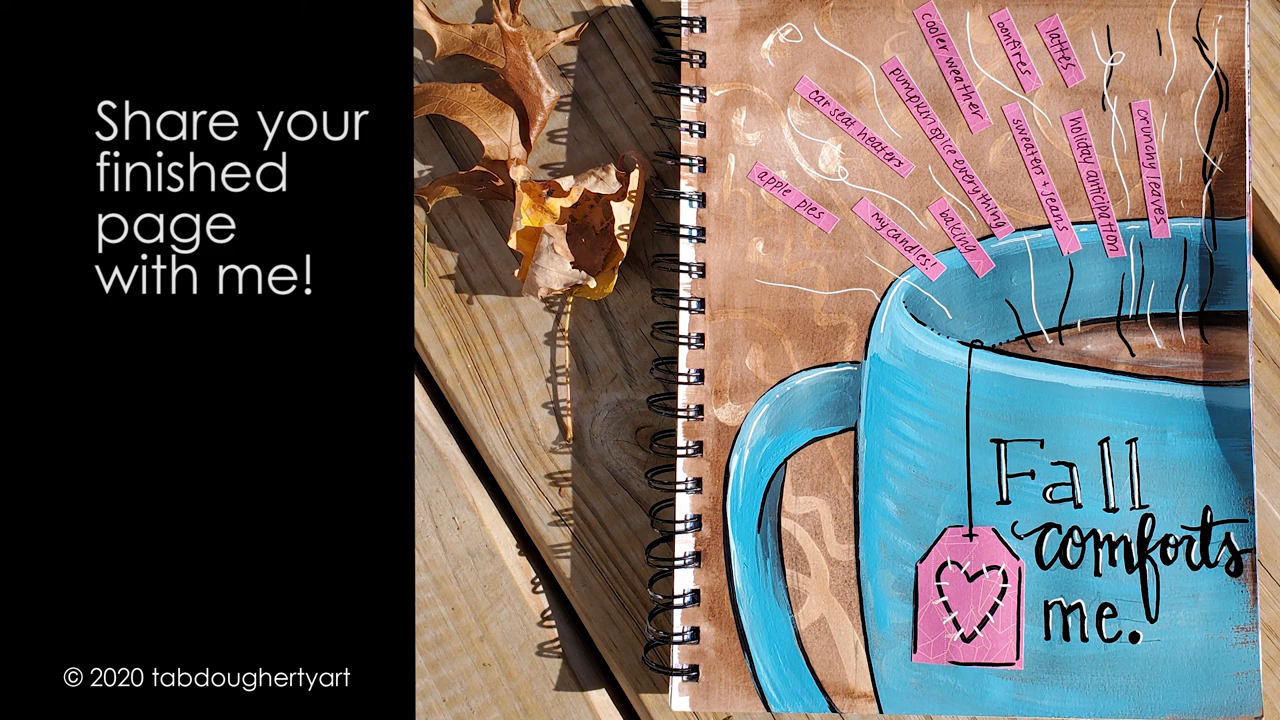 Share your
finished
page
with me!
© 2020 tabdoughertyart
cooler weather
bonfires
lattes
car seat heaters
pumpkin spice everything
sweaters + jeans
holiday anticipation
crunchy leaves
apple pies
my candles!
baking
Fall
comforts
me.